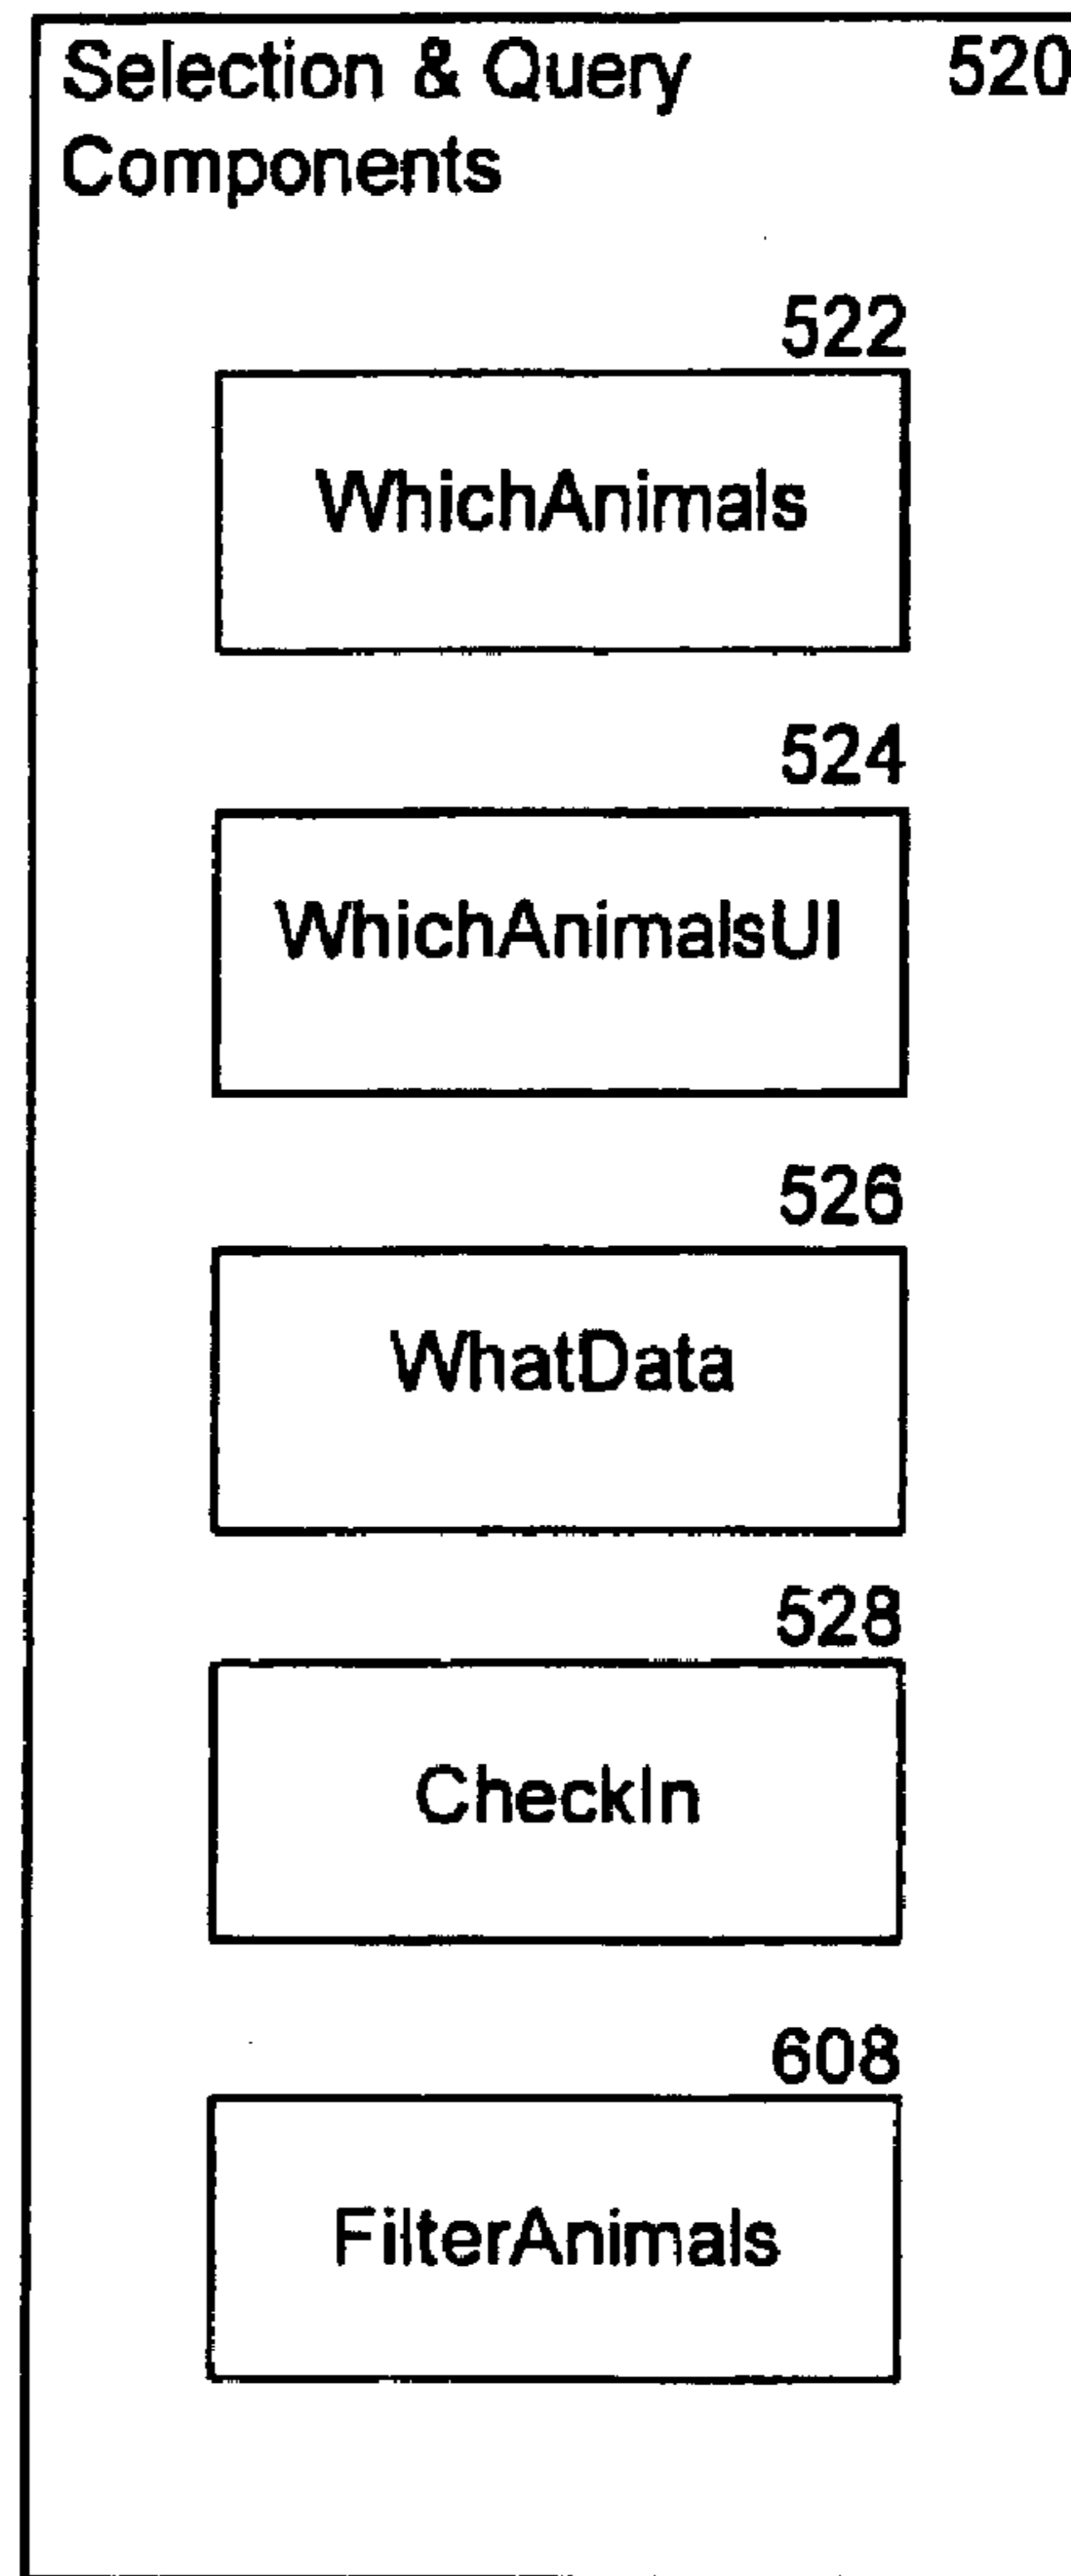 Selection & Query 520
Components
522
WhichAnimals
524
WhichAnimalsUI
526
WhatData
528
CheckIn
608
FilterAnimals